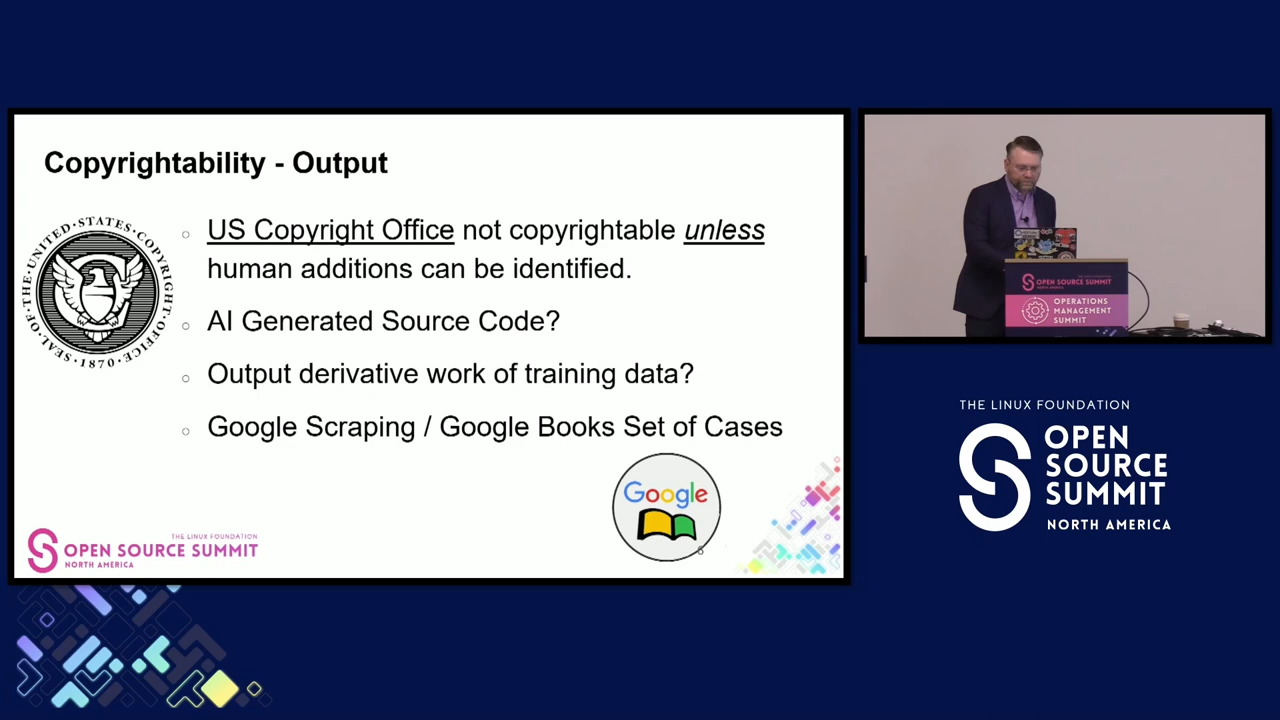 Copyrightability - Output
SEAL·OF·THE·UNITED·STATES·COPYRIGHT·OFFICE·
·1870·
○ US Copyright Office not copyrightable unless
human additions can be identified.
○ AI Generated Source Code?
○ Output derivative work of training data?
○ Google Scraping / Google Books Set of Cases
Google
6
THE LINUX FOUNDATION
OPEN SOURCE SUMMIT
NORTH AMERICA
OPEN SOURCE SUMMIT
OPERATIONS
MANAGEMENT
SUMMIT
THE LINUX FOUNDATION
OPEN
SOURCE
SUMMIT
NORTH AMERICA